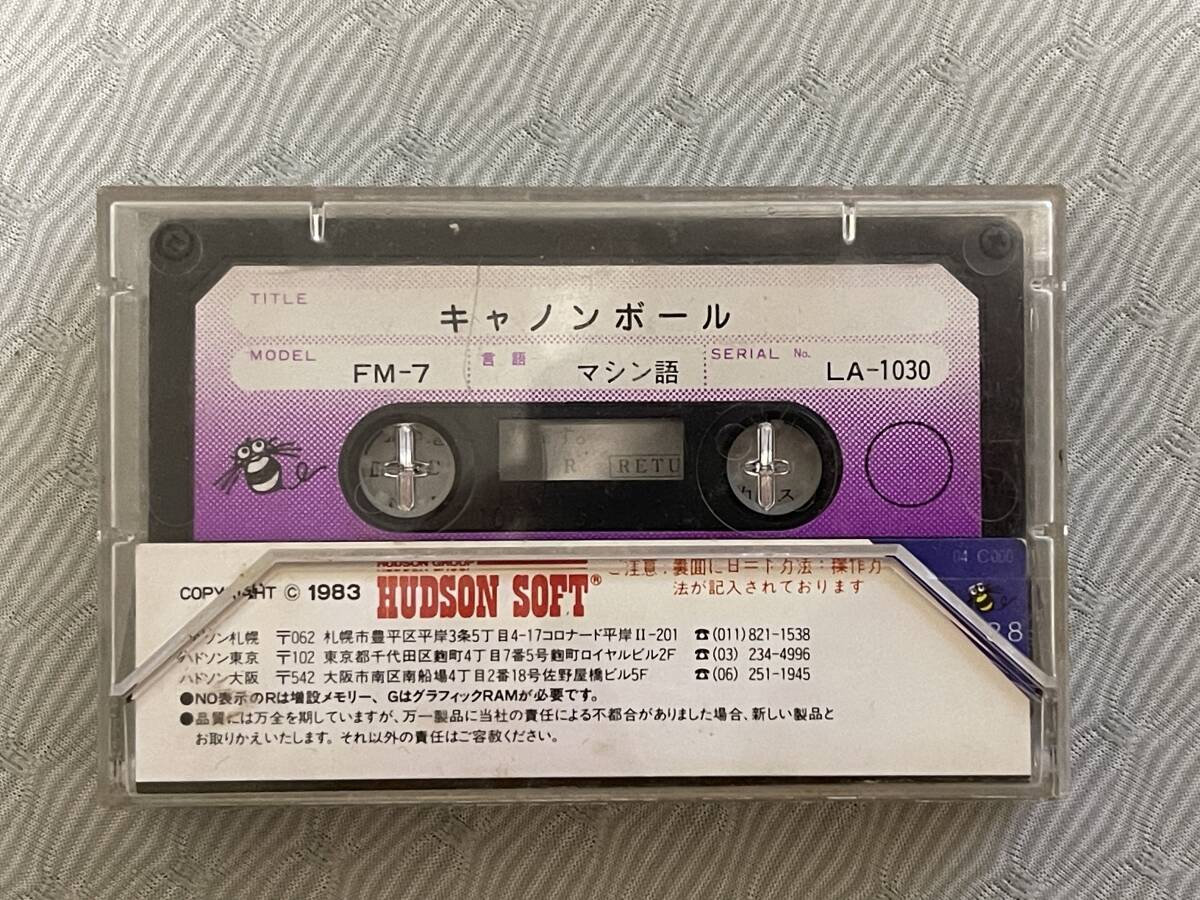 TITLE
キャノンボール
MODEL FM-7 言語 マシン語 SERIAL No. LA-1030
R RETU
カ ス
04 C000
COPYRIGHT © 1983 HUDSON GROUP HUDSON SOFT® ご注意:裏面にロード方法・操作方
法が記入されております
ハドソン札幌 〒062 札幌市豊平区平岸3条5丁目4-17コロナード平岸II-201 ☎(011)821-1538
ハドソン東京 〒102 東京都千代田区麹町4丁目7番5号麹町ロイヤルビル2F ☎(03) 234-4996
ハドソン大阪 〒542 大阪市南区南船場4丁目2番18号佐野屋橋ビル5F ☎(06) 251-1945
●NO表示のRは増設メモリー、GはグラフィックRAMが必要です。
●品質には万全を期していますが、万一製品に当社の責任による不都合がありました場合、新しい製品と
お取りかえいたします。それ以外の責任はご容赦ください。